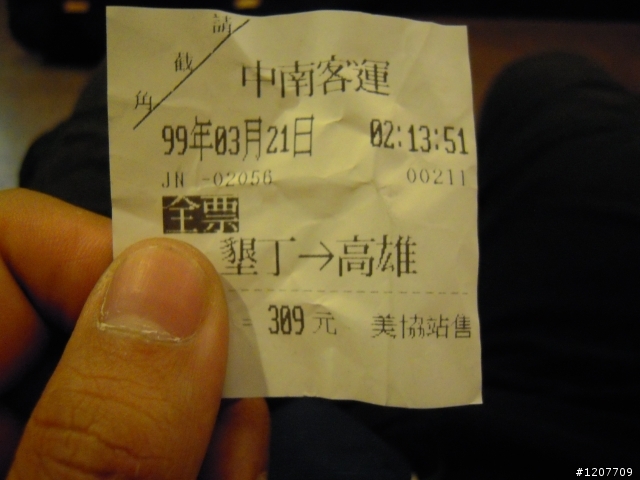 請截角
中南客運
99年03月21日 02:13:51
JN -02056 00211
全票
墾丁→高雄
= 309元 美協站售
#1207709